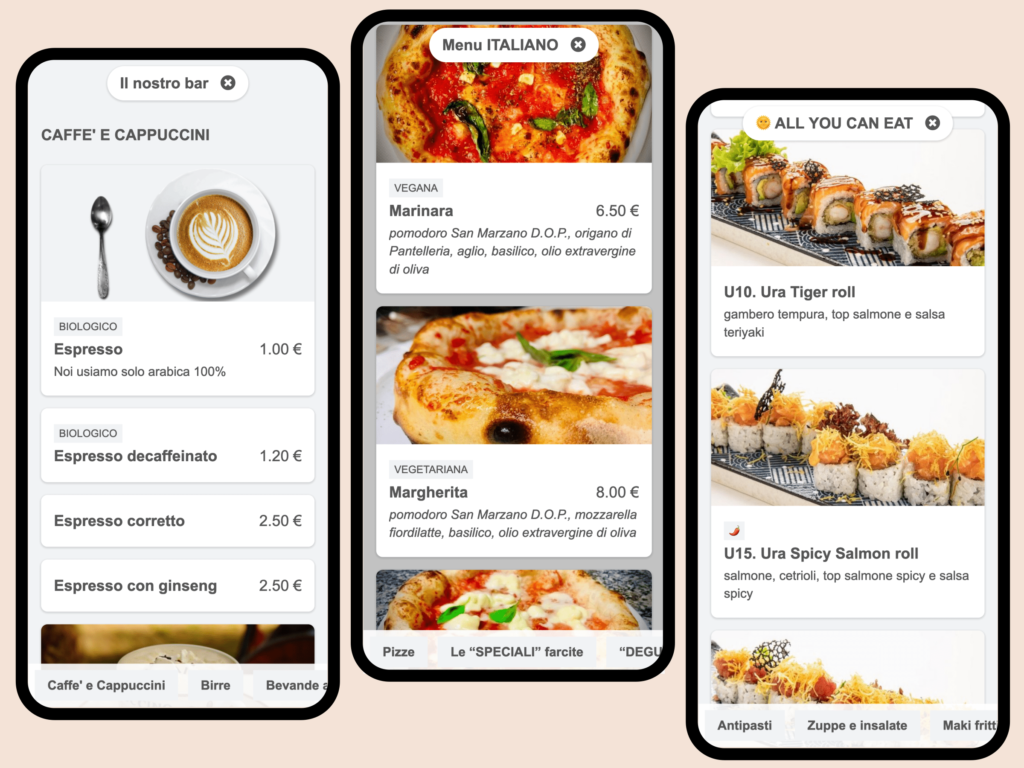 Il nostro bar
CAFFE' E CAPPUCCINI
BIOLOGICO
Espresso 1.00 €
Noi usiamo solo arabica 100%
BIOLOGICO
Espresso decaffeinato 1.20 €
Espresso corretto 2.50 €
Espresso con ginseng 2.50 €
Caffe' e Cappuccini Birre Bevande a
Menu ITALIANO
VEGANA
Marinara 6.50 €
pomodoro San Marzano D.O.P., origano di
Pantelleria, aglio, basilico, olio extravergine
di oliva
VEGETARIANA
Margherita 8.00 €
pomodoro San Marzano D.O.P., mozzarella
fiordilatte, basilico, olio extravergine di oliva
Pizze Le “SPECIALI” farcite “DEGU
ALL YOU CAN EAT
U10. Ura Tiger roll
gambero tempura, top salmone e salsa
teriyaki
U15. Ura Spicy Salmon roll
salmone, cetrioli, top salmone spicy e salsa
spicy
Antipasti Zuppe e insalate Maki fritt